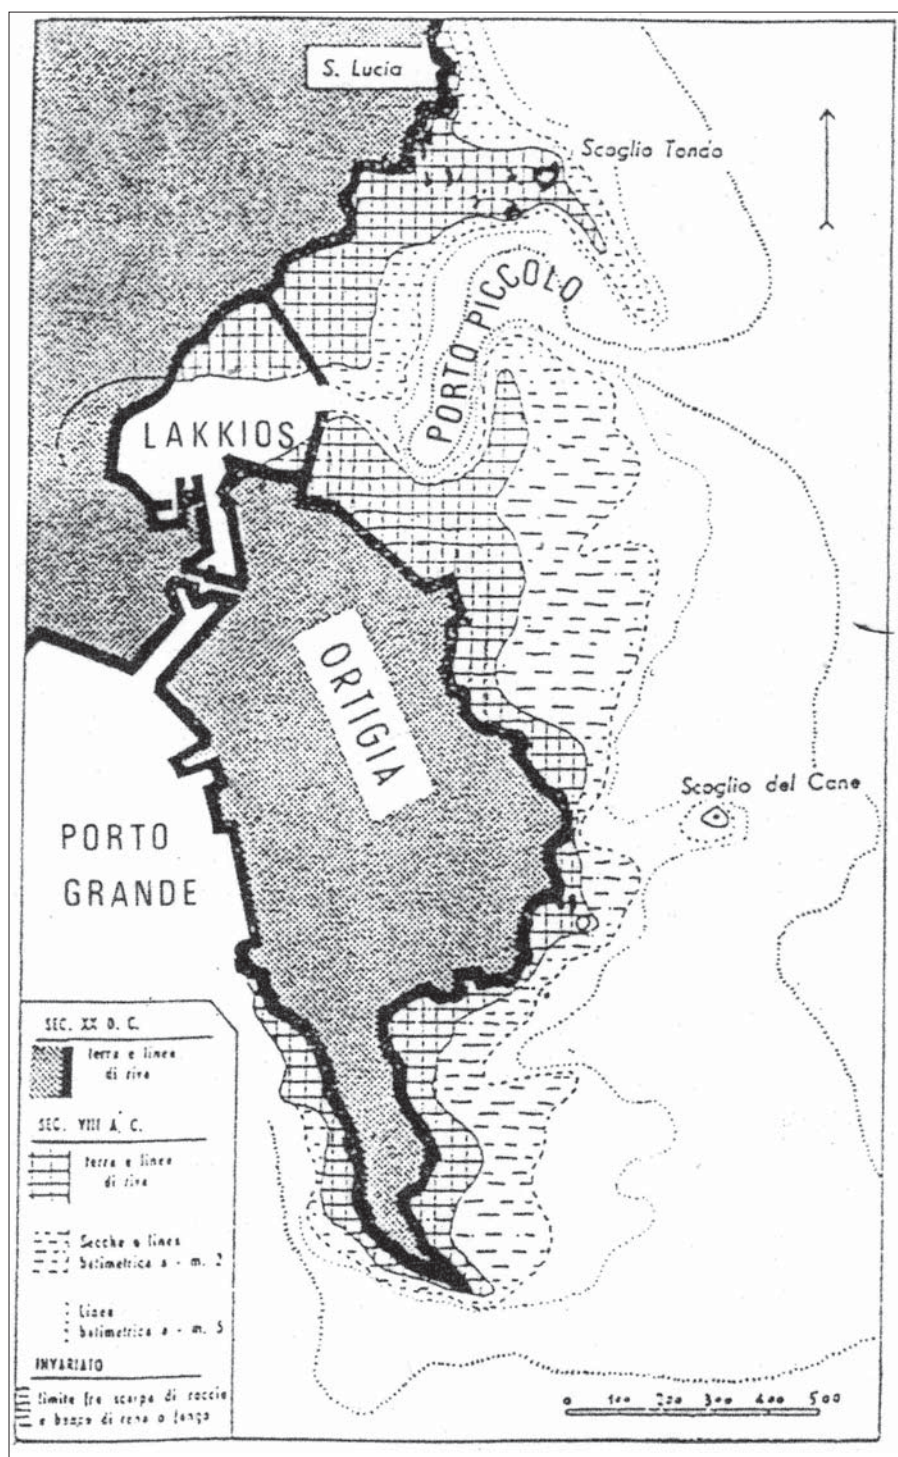 S. Lucia
Scoglio Tondo
PORTO PICCOLO
LAKKIOS
ORTIGIA
Scoglio del Cane
PORTO
GRANDE
SEC. XX D. C.
terra e linea
di riva
SEC. VIII A. C.
terra e linea
di riva
Secche e linea
batimetrica a - m. 2
Linea
batimetrica a - m. 5
INVARIATO
limite fra scarpa di roccia
e banco di rena o fango
0 100 200 300 400 500